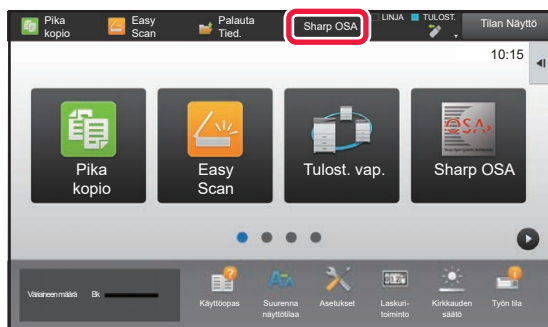 Pika
kopio
Easy
Scan
Palauta
Tied.
Sharp OSA
LINJA
TULOST.
Tilan Näyttö
10:15
Pika
kopio
Easy
Scan
Tulost. vap.
OSA
Sharp OSA
Väriaineen määrä
Bk
Käyttöopas
Suurenna
näyttötilaa
Asetukset
Laskuri-
toiminto
Kirkkauden
säätö
Työn tila